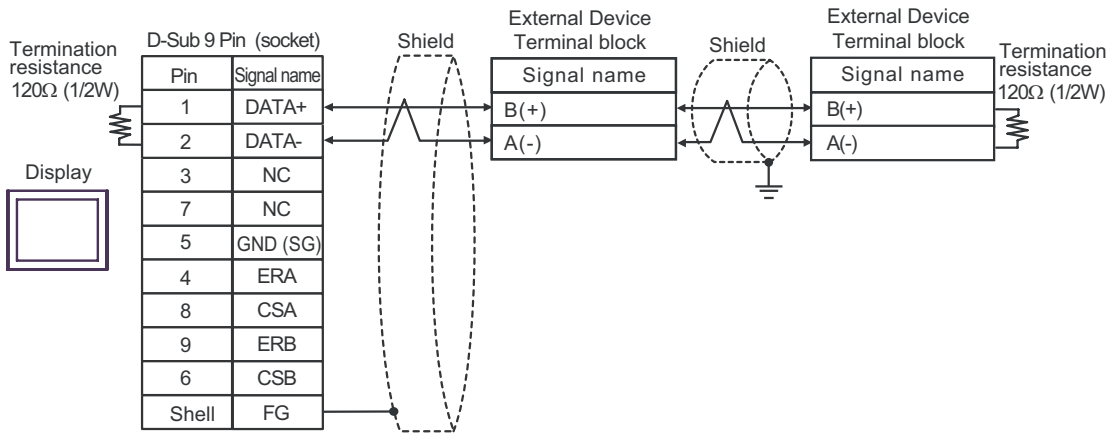 Termination
resistance
120Ω (1/2W)
Display
D-Sub 9 Pin (socket)
Pin Signal name
1 DATA+
2 DATA-
3 NC
7 NC
5 GND (SG)
4 ERA
8 CSA
9 ERB
6 CSB
Shell FG
Shield
External Device
Terminal block
Signal name
B(+)
A(-)
Shield
External Device
Terminal block
Signal name
B(+)
A(-)
Termination
resistance
120Ω (1/2W)